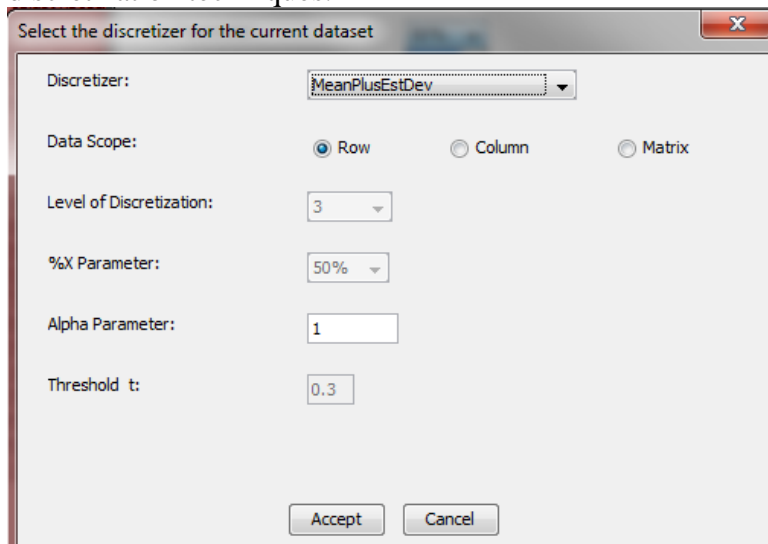 Select the discretizer for the current dataset
X
Discretizer: MeanPlusEstDev
Data Scope: Row Column Matrix
Level of Discretization: 3
%X Parameter: 50%
Alpha Parameter: 1
Threshold t: 0.3
Accept Cancel